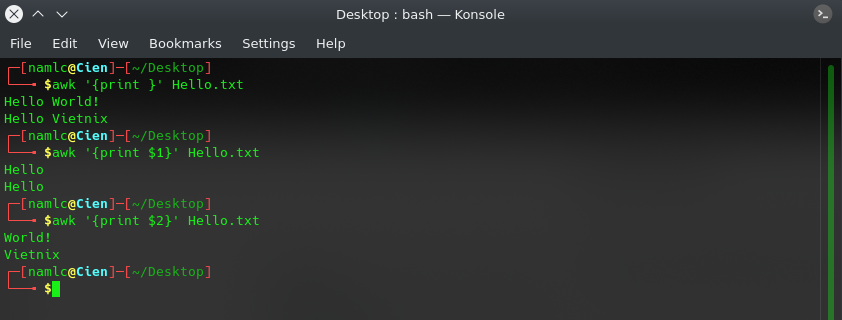 Desktop : bash — Konsole
File Edit View Bookmarks Settings Help
┌─[namlc@Cien]─[~/Desktop]
└──╼ $awk '{print }' Hello.txt
Hello World!
Hello Vietnix
┌─[namlc@Cien]─[~/Desktop]
└──╼ $awk '{print $1}' Hello.txt
Hello
Hello
┌─[namlc@Cien]─[~/Desktop]
└──╼ $awk '{print $2}' Hello.txt
World!
Vietnix
┌─[namlc@Cien]─[~/Desktop]
└──╼ $